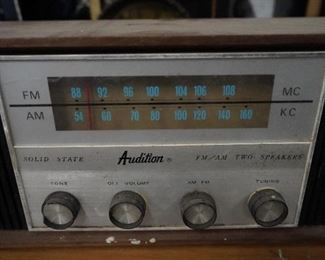 FM 88 92 96 100 104 106 108 MC
AM 54 60 70 80 100 120 140 160 KC
SOLID STATE Audition ® FM/AM TWO SPEAKERS
TONE OFF VOLUME AM FM TUNING